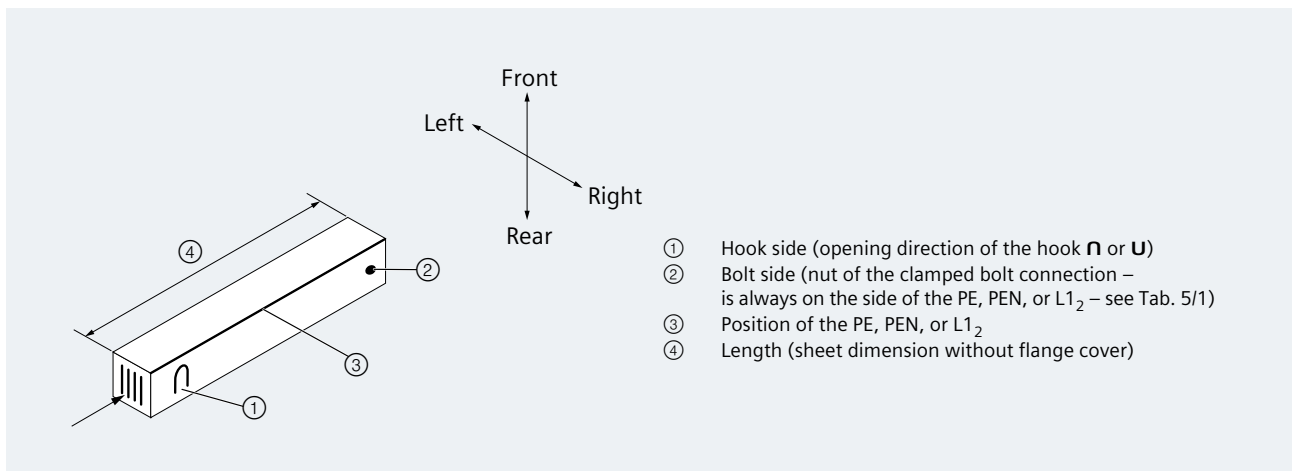 Front
Left
Right
Rear
④
②
③
①
① Hook side (opening direction of the hook ᑎ or U)
② Bolt side (nut of the clamped bolt connection –
is always on the side of the PE, PEN, or L1₂ – see Tab. 5/1)
③ Position of the PE, PEN, or L1₂
④ Length (sheet dimension without flange cover)